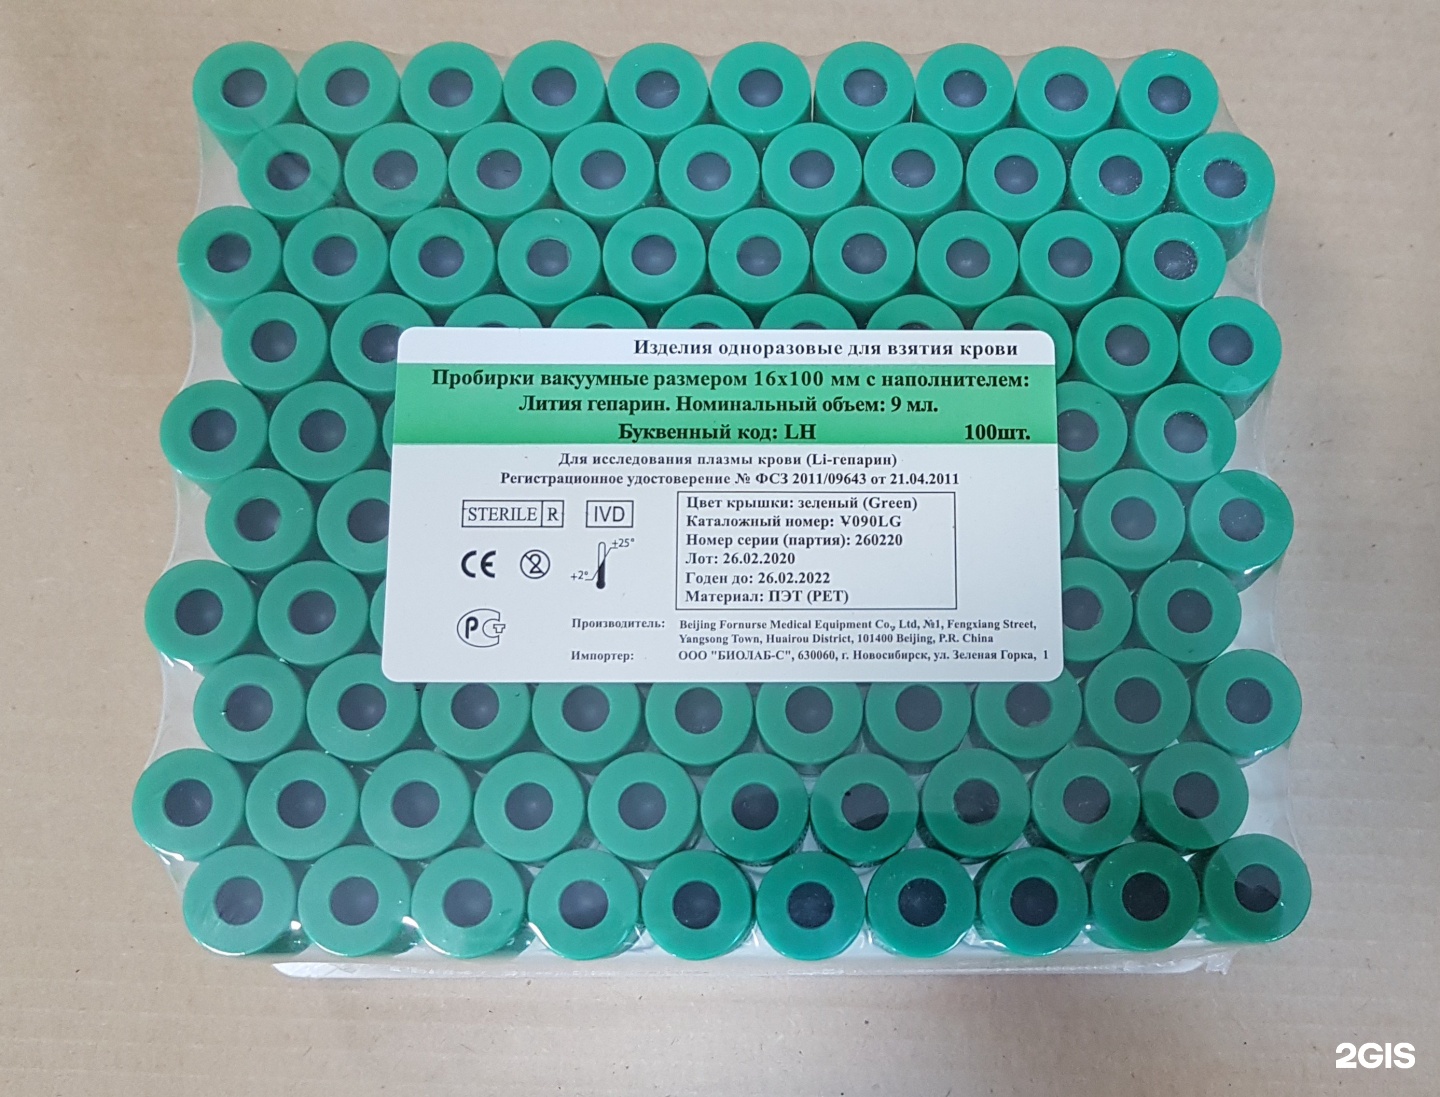 Изделия одноразовые для взятия крови
Пробирки вакуумные размером 16x100 мм с наполнителем:
Лития гепарин. Номинальный объем: 9 мл.
Буквенный код: LH 100шт.
Для исследования плазмы крови (Li-гепарин)
Регистрационное удостоверение № ФСЗ 2011/09643 от 21.04.2011
STERILE R IVD
Цвет крышки: зеленый (Green)
Каталожный номер: V090LG
Номер серии (партия): 260220
Лот: 26.02.2020
Годен до: 26.02.2022
Материал: ПЭТ (PET)
CE 2 +2° +25°
РСТ
Производитель: Beijing Fornurse Medical Equipment Co., Ltd, №1, Fengxiang Street,
Yangsong Town, Huairou District, 101400 Beijing, P.R. China
Импортер: ООО "БИОЛАБ-С", 630060, г. Новосибирск, ул. Зеленая Горка, 1
2GIS